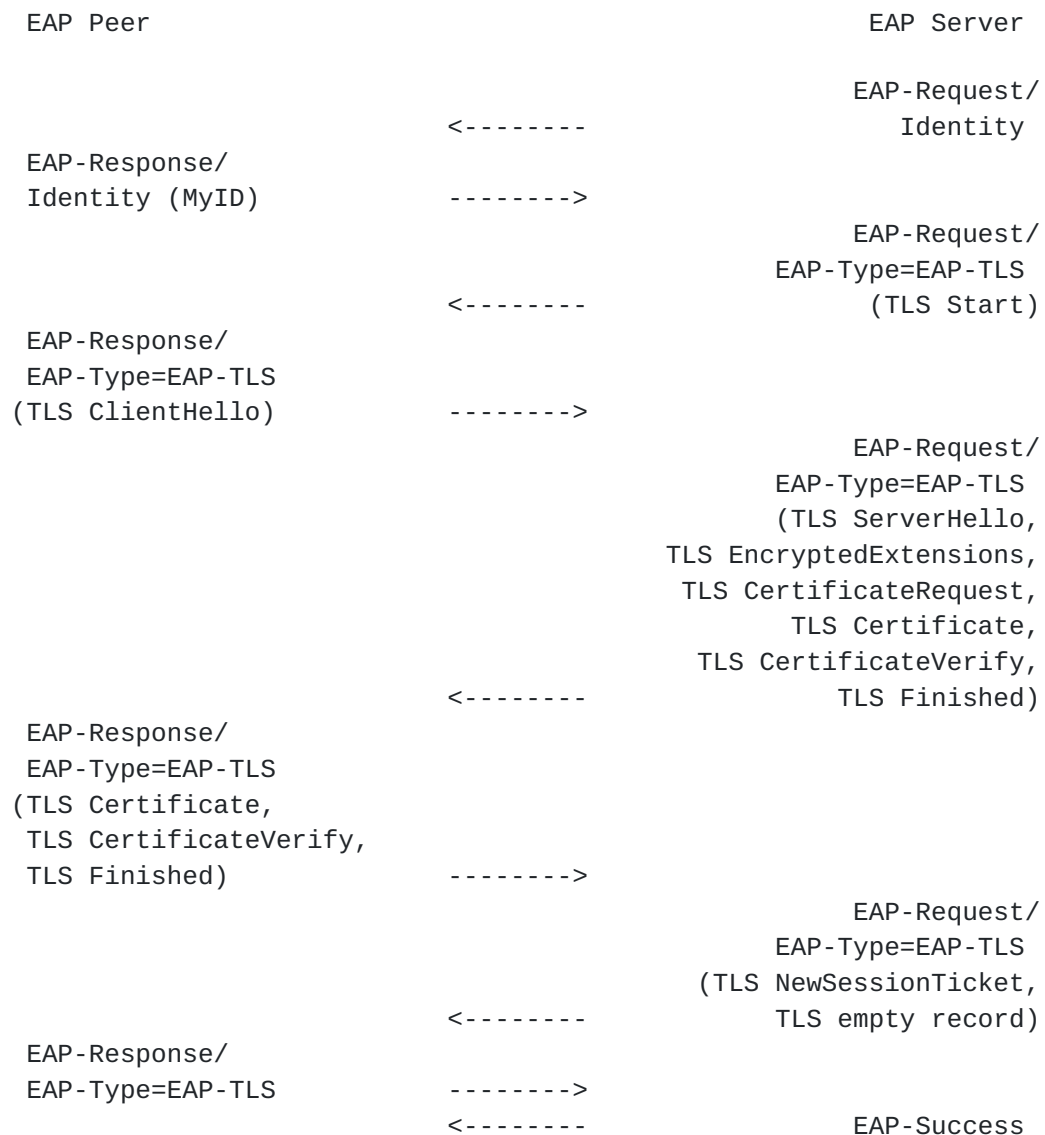 EAP Peer                                              EAP Server

                                                    EAP-Request/
                           <--------                    Identity
EAP-Response/
Identity (MyID)            -------->
                                                    EAP-Request/
                                                EAP-Type=EAP-TLS
                           <--------                 (TLS Start)
EAP-Response/
EAP-Type=EAP-TLS
(TLS ClientHello)          -------->
                                                    EAP-Request/
                                                EAP-Type=EAP-TLS
                                               (TLS ServerHello,
                                        TLS EncryptedExtensions,
                                         TLS CertificateRequest,
                                                TLS Certificate,
                                          TLS CertificateVerify,
                           <--------               TLS Finished)
EAP-Response/
EAP-Type=EAP-TLS
(TLS Certificate,
TLS CertificateVerify,
TLS Finished)              -------->
                                                    EAP-Request/
                                                EAP-Type=EAP-TLS
                                          (TLS NewSessionTicket,
                           <--------           TLS empty record)
EAP-Response/
EAP-Type=EAP-TLS           -------->
                           <--------                 EAP-Success